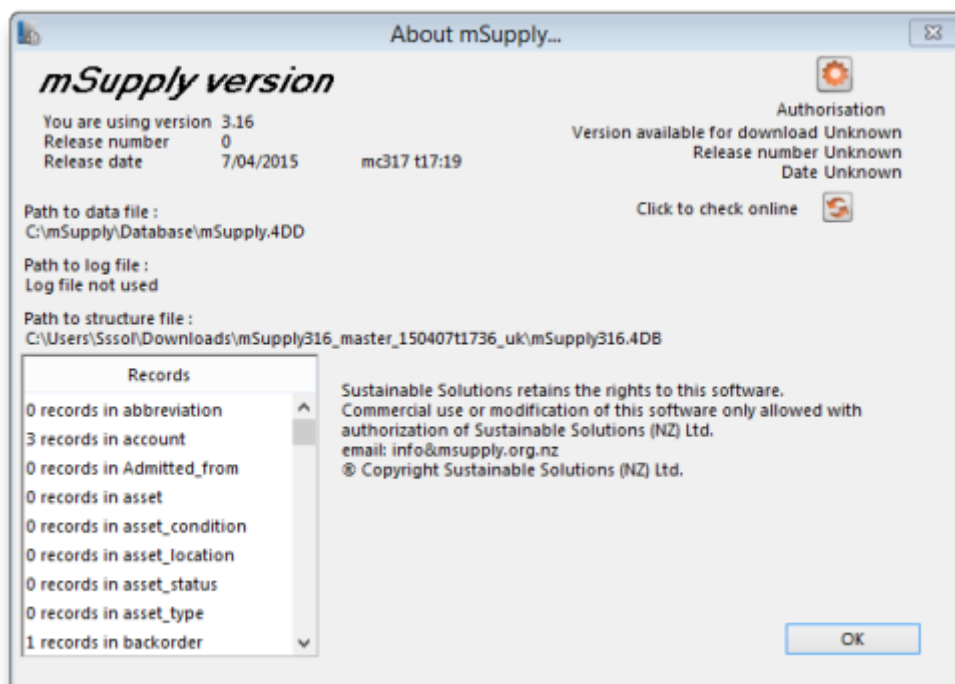 About mSupply...
mSupply version
You are using version 3.16
Release number 0
Release date 7/04/2015 mc317 t17:19
Authorisation
Version available for download Unknown
Release number Unknown
Date Unknown
Click to check online
Path to data file :
C:\mSupply\Database\mSupply.4DD
Path to log file :
Log file not used
Path to structure file :
C:\Users\Sssol\Downloads\mSupply316_master_150407t1736_uk\mSupply316.4DB
Records
0 records in abbreviation
3 records in account
0 records in Admitted_from
0 records in asset
0 records in asset_condition
0 records in asset_location
0 records in asset_status
0 records in asset_type
1 records in backorder
Sustainable Solutions retains the rights to this software.
Commercial use or modification of this software only allowed with
authorization of Sustainable Solutions (NZ) Ltd.
email: info@msupply.org.nz
® Copyright Sustainable Solutions (NZ) Ltd.
OK